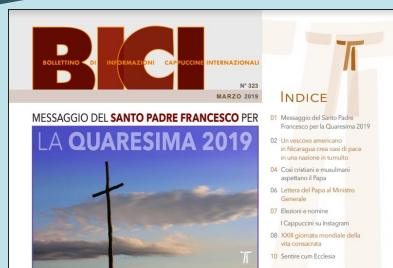 BICI
BOLLETTINO DI INFORMAZIONI CAPPUCCINE INTERNAZIONALI
N° 323
MARZO 2019
MESSAGGIO DEL SANTO PADRE FRANCESCO PER
LA QUARESIMA 2019
INDICE
01 Messaggio del Santo Padre
Francesco per la Quaresima 2019
02 Un vescovo americano
in Nicaragua crea oasi di pace
in una nazione in tumulto
04 Così cristiani e musulmani
aspettano il Papa
06 Lettera del Papa al Ministro
Generale
07 Elezioni e nomine
I Cappuccini su Instagram
08 XXIII giornata mondiale della
vita consacrata
10 Sentire cum Ecclesia